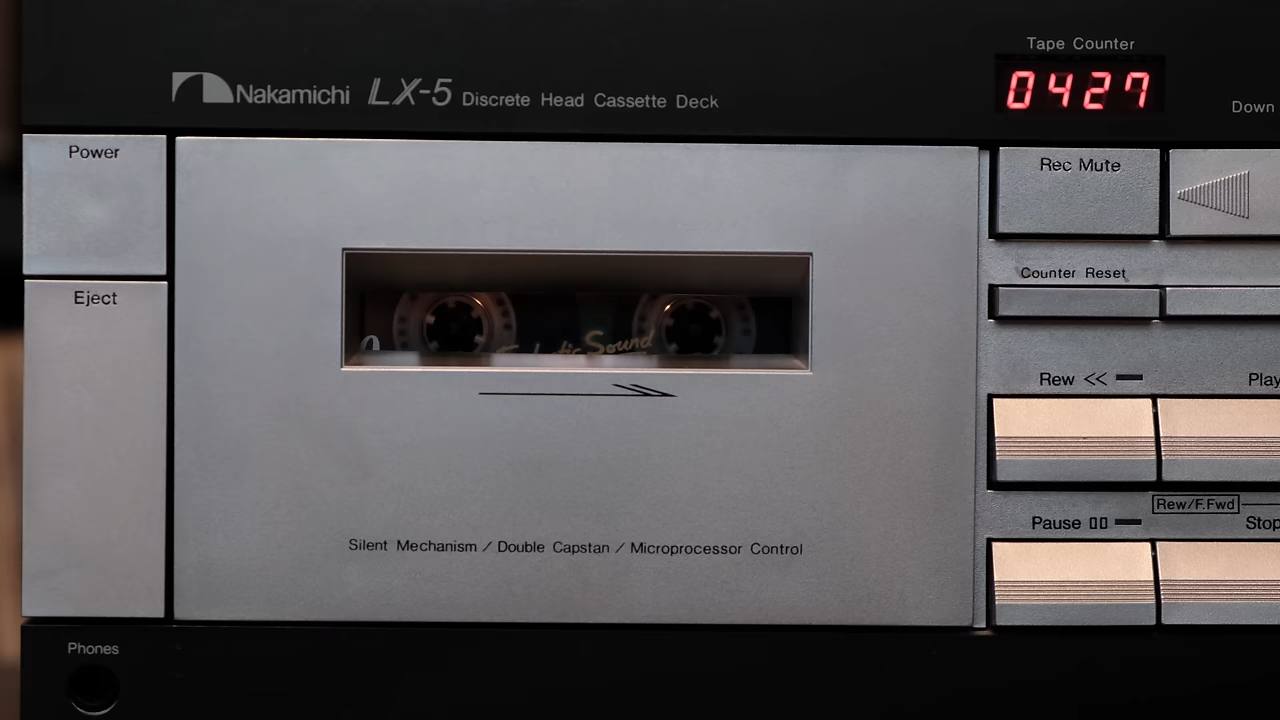 Tape Counter
0427
Nakamichi LX-5 Discrete Head Cassette Deck
Down
Power
Rec Mute
Counter Reset
Eject
Sound
Rew <<
Play
Rew/F.Fwd
Pause
Stop
Silent Mechanism / Double Capstan / Microprocessor Control
Phones